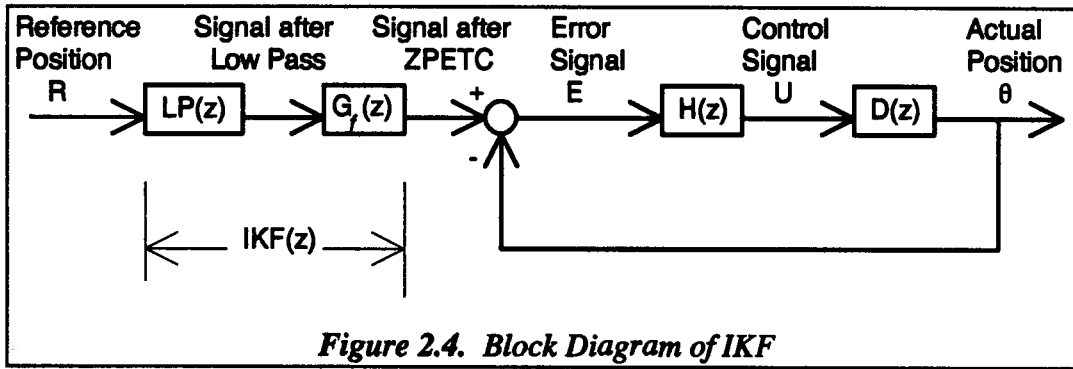 Reference Position R
Signal after Low Pass
Signal after ZPETC
Error Signal E
Control Signal U
Actual Position θ
+
-
LP(z)
G_f(z)
H(z)
D(z)
IKF(z)
Figure 2.4. Block Diagram of IKF